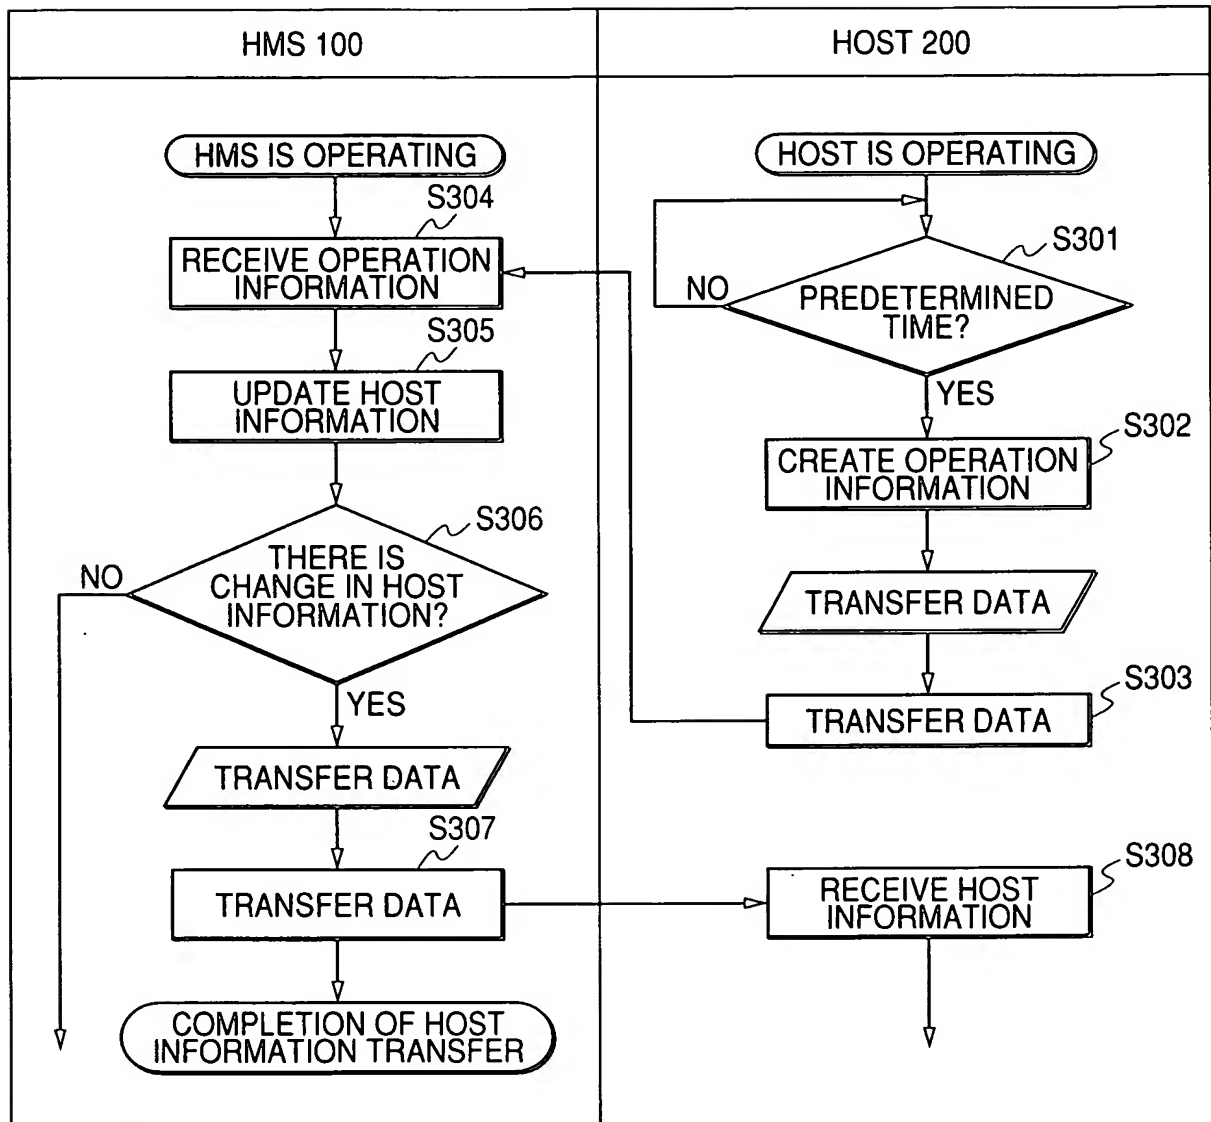 HMS 100
HOST 200
HMS IS OPERATING
S304
RECEIVE OPERATION
INFORMATION
S305
UPDATE HOST
INFORMATION
S306
THERE IS
CHANGE IN HOST
INFORMATION?
NO
YES
TRANSFER DATA
S307
TRANSFER DATA
COMPLETION OF HOST
INFORMATION TRANSFER
HOST IS OPERATING
S301
PREDETERMINED
TIME?
NO
YES
S302
CREATE OPERATION
INFORMATION
TRANSFER DATA
S303
TRANSFER DATA
S308
RECEIVE HOST
INFORMATION